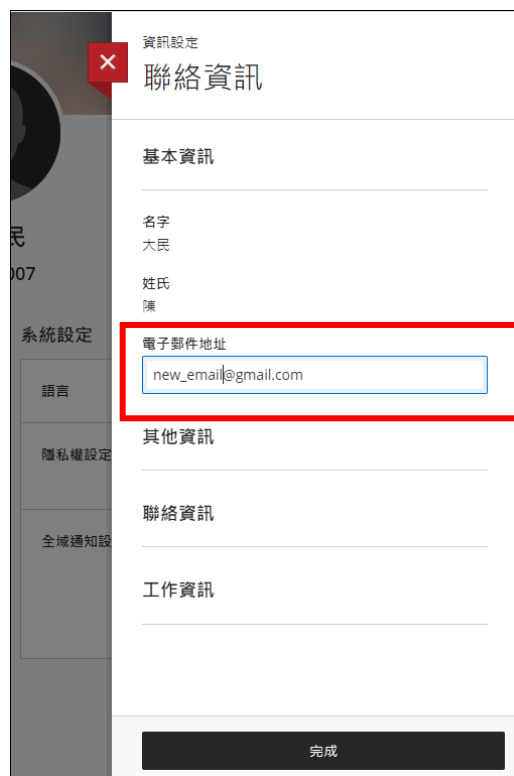 資訊設定
聯絡資訊
基本資訊
名字
大民
姓氏
陳
電子郵件地址
new_email@gmail.com
其他資訊
聯絡資訊
工作資訊
完成
民
007
系統設定
語言
隱私權設定
全域通知設